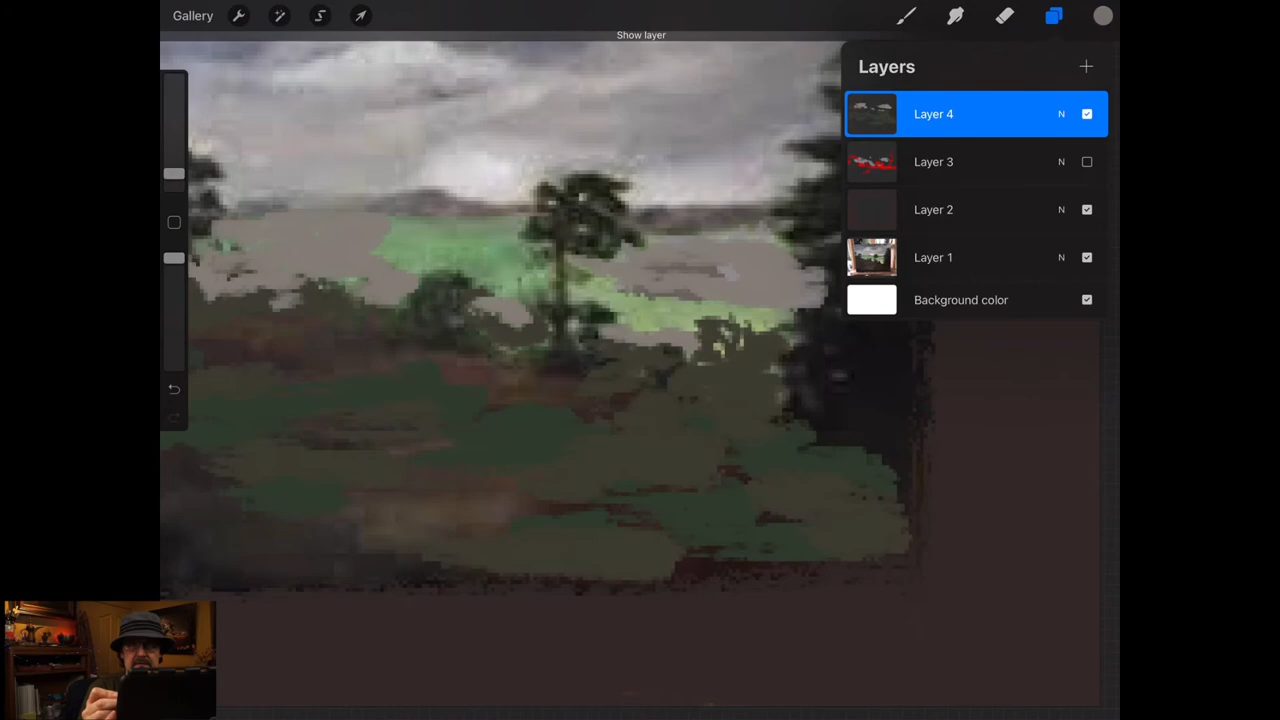 Gallery
Show layer
Layers
Layer 4 N
Layer 3 N
Layer 2 N
Layer 1 N
Background color